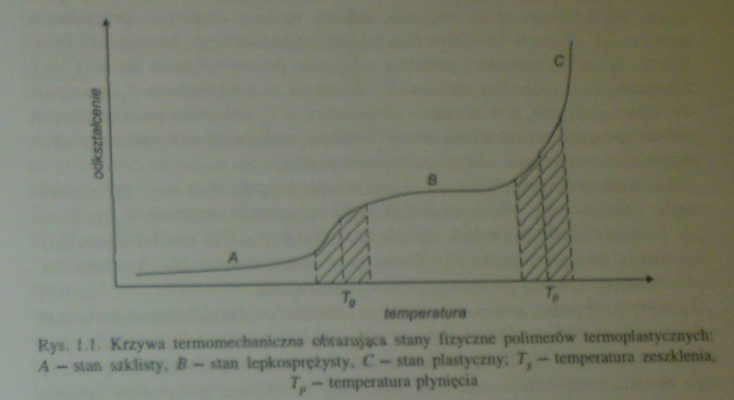 odkształcenie
C
B
A
T_g
T_p
temperatura
Rys. 1.1. Krzywa termomechaniczna obrazująca stany fizyczne polimerów termoplastycznych:
A — stan szklisty, B — stan lepkosprężysty, C — stan plastyczny; T_g — temperatura zeszklenia,
T_p — temperatura płynięcia